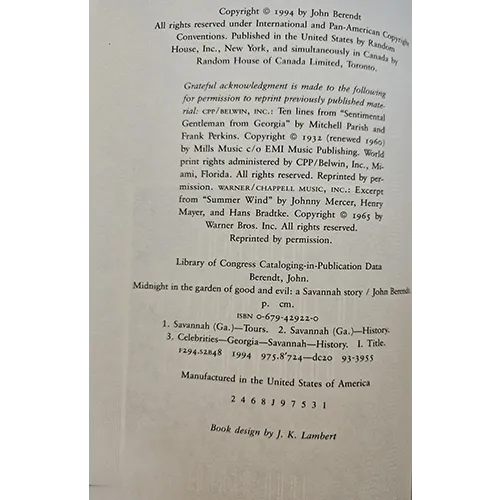 Copyright © 1994 by John Berendt
All rights reserved under International and Pan-American Copyright
Conventions. Published in the United States by Random
House, Inc., New York, and simultaneously in Canada by
Random House of Canada Limited, Toronto.
Grateful acknowledgment is made to the following
for permission to reprint previously published mate-
rial: CPP/BELWIN, INC.: Ten lines from “Sentimental
Gentleman from Georgia” by Mitchell Parish and
Frank Perkins. Copyright © 1932 (renewed 1960)
by Mills Music c/o EMI Music Publishing. World
print rights administered by CPP/Belwin, Inc., Mi-
ami, Florida. All rights reserved. Reprinted by per-
mission. WARNER/CHAPPELL MUSIC, INC.: Excerpt
from “Summer Wind” by Johnny Mercer, Henry
Mayer, and Hans Bradtke. Copyright © 1965 by
Warner Bros. Inc. All rights reserved.
Reprinted by permission.
Library of Congress Cataloging-in-Publication Data
Berendt, John.
Midnight in the garden of good and evil: a Savannah story / John Berendt.
p. cm.
ISBN 0-679-42922-0
1. Savannah (Ga.)—Tours. 2. Savannah (Ga.)—History.
3. Celebrities—Georgia—Savannah—History. I. Title.
F294.S2B48 1994 975.8'724—dc20 93-3955
Manufactured in the United States of America
2 4 6 8 9 7 5 3 1
Book design by J. K. Lambert